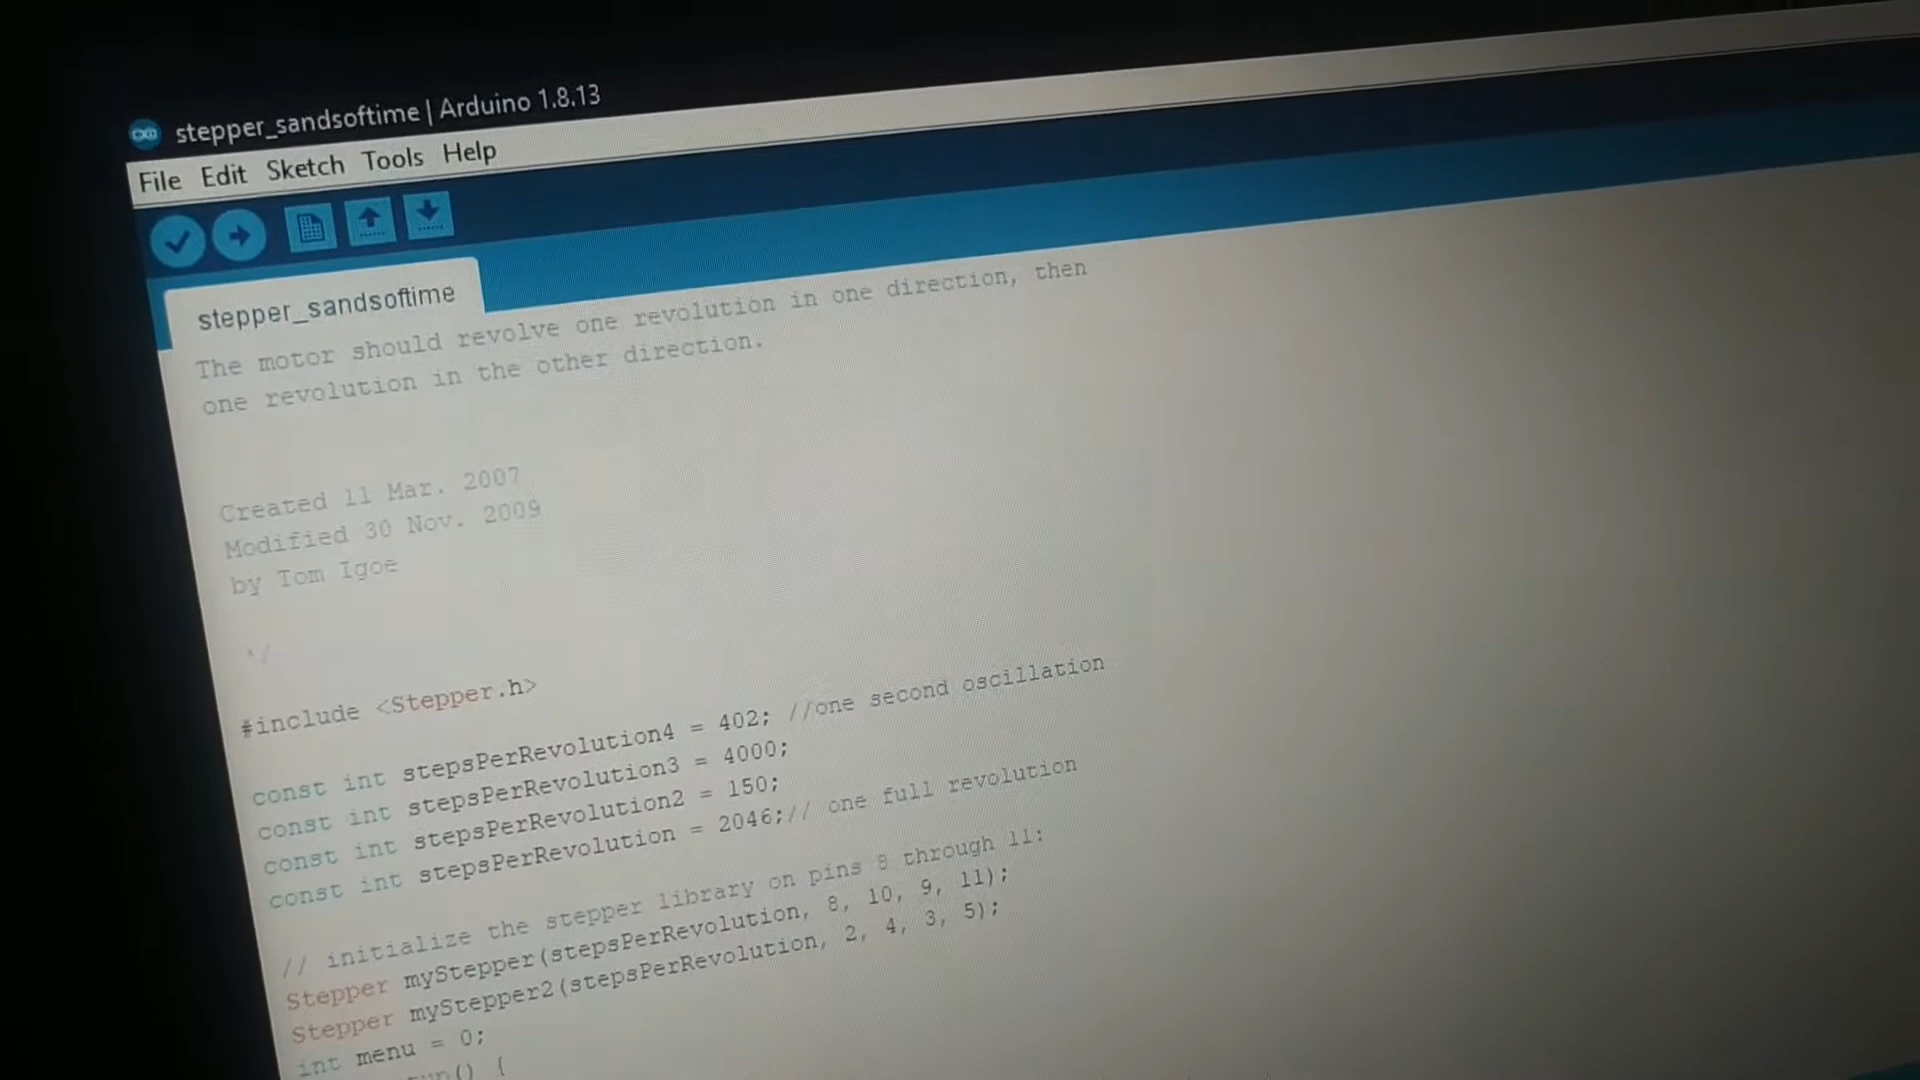 stepper_sandsoftime | Arduino 1.8.13
File Edit Sketch Tools Help
stepper_sandsoftime
The motor should revolve one revolution in one direction, then
one revolution in the other direction.
Created 11 Mar. 2007
Modified 30 Nov. 2009
by Tom Igoe
*/
#include <Stepper.h>
const int stepsPerRevolution4 = 402; //one second oscillation
const int stepsPerRevolution3 = 4000;
const int stepsPerRevolution2 = 150;
const int stepsPerRevolution = 2046;// one full revolution
// initialize the stepper library on pins 8 through 11:
Stepper myStepper(stepsPerRevolution, 8, 10, 9, 11);
Stepper myStepper2(stepsPerRevolution, 2, 4, 3, 5);
int menu = 0;